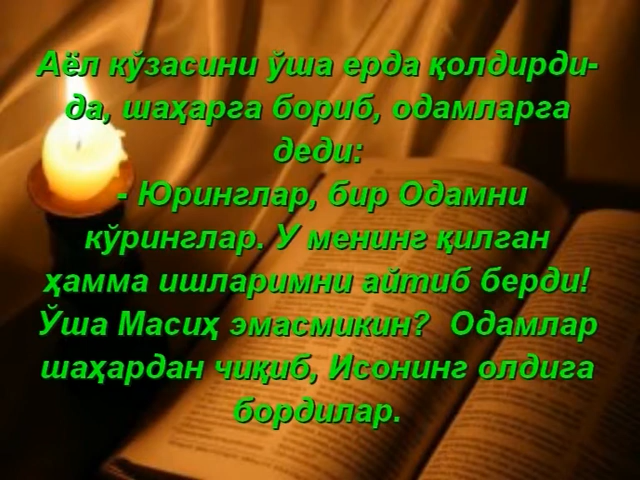 Аёл кўзасини ўша ерда қолдирди-
да, шаҳарга бориб, одамларга
деди:
- Юринглар, бир Одамни
кўринглар. У менинг қилган
ҳамма ишларимни айтиб берди!
Ўша Масиҳ эмасмикин?  Одамлар
шаҳардан чиқиб, Исонинг олдига
бордилар.